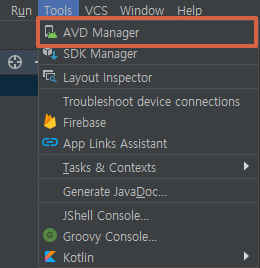 Run Tools VCS Window Help
AVD Manager
SDK Manager
Layout Inspector
Troubleshoot device connections
Firebase
App Links Assistant
Tasks & Contexts
Generate JavaDoc...
JShell Console...
Groovy Console...
Kotlin